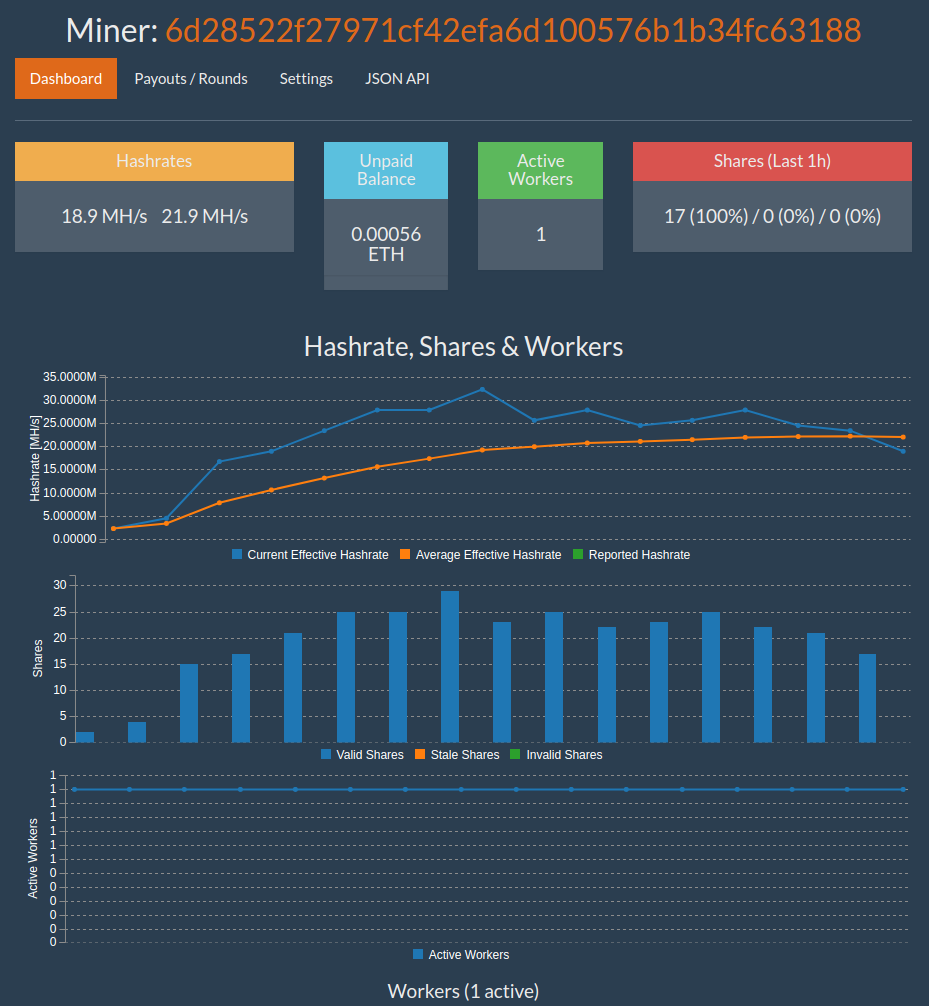 Miner: 6d28522f27971cf42efa6d100576b1b34fc63188
Dashboard Payouts / Rounds Settings JSON API
Hashrates
18.9 MH/s 21.9 MH/s
Unpaid
Balance
0.00056
ETH
Active
Workers
1
Shares (Last 1h)
17 (100%) / 0 (0%) / 0 (0%)
Hashrate, Shares & Workers
Hashrate [MH/s]
35.0000M
30.0000M
25.0000M
20.0000M
15.0000M
10.0000M
5.00000M
0.00000
Current Effective Hashrate Average Effective Hashrate Reported Hashrate
Shares
30
25
20
15
10
5
0
Valid Shares Stale Shares Invalid Shares
Active Workers
1
1
1
1
1
1
1
0
0
0
0
0
0
Active Workers
Workers (1 active)